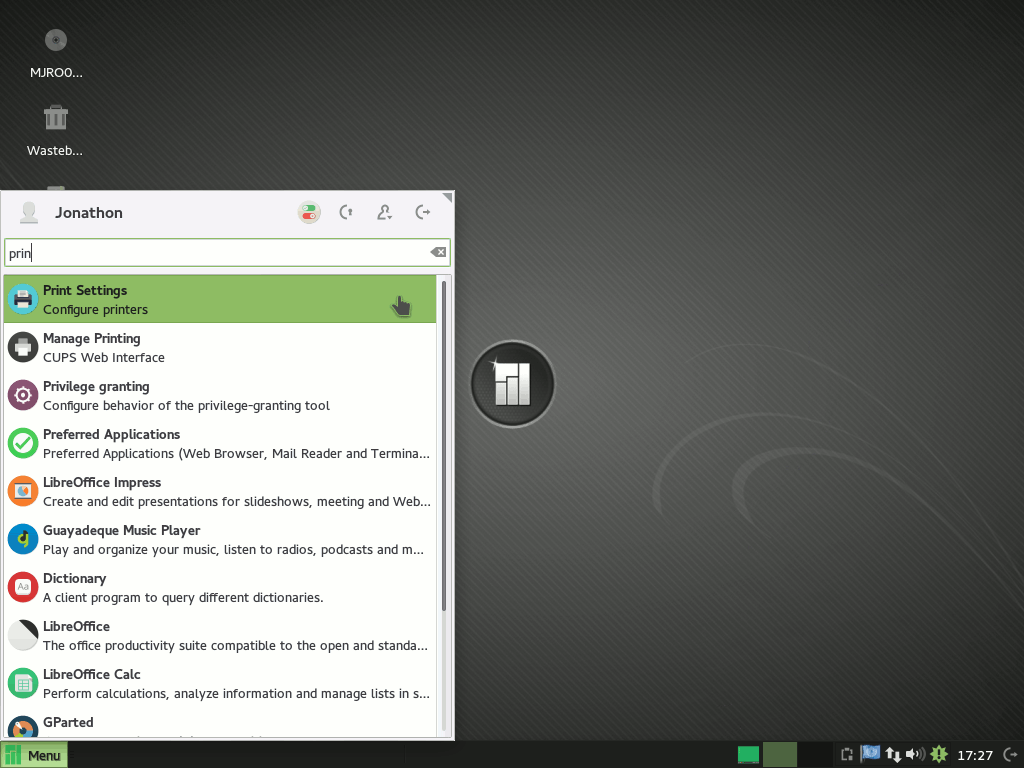 MJRO0...
Wasteb...
Jonathon
prin
Print Settings
Configure printers
Manage Printing
CUPS Web Interface
Privilege granting
Configure behavior of the privilege-granting tool
Preferred Applications
Preferred Applications (Web Browser, Mail Reader and Termina...
LibreOffice Impress
Create and edit presentations for slideshows, meeting and Web...
Guayadeque Music Player
Play and organize your music, listen to radios, podcasts and m...
Dictionary
Aa
A client program to query different dictionaries.
LibreOffice
The office productivity suite compatible to the open and standa...
LibreOffice Calc
Perform calculations, analyze information and manage lists in s...
GParted
Menu
17:27